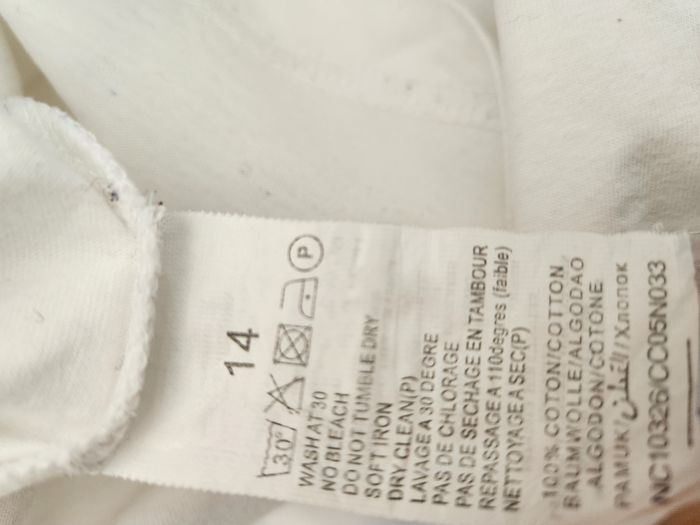 14
30°
P
WASH AT 30
NO BLEACH
DO NOT TUMBLE DRY
SOFT IRON
DRY CLEAN(P)
LAVAGE A 30 DEGRE
PAS DE CHLORAGE
PAS DE SECHAGE EN TAMBOUR
REPASSAGE A 110degres (faible)
NETTOYAGE A SEC(P)
100% COTON/COTTON
BAUMWOLLE/ALGODAO
ALGODON/COTONE
PAMUK/القطن/Хлопок
NC10326/CC05N033